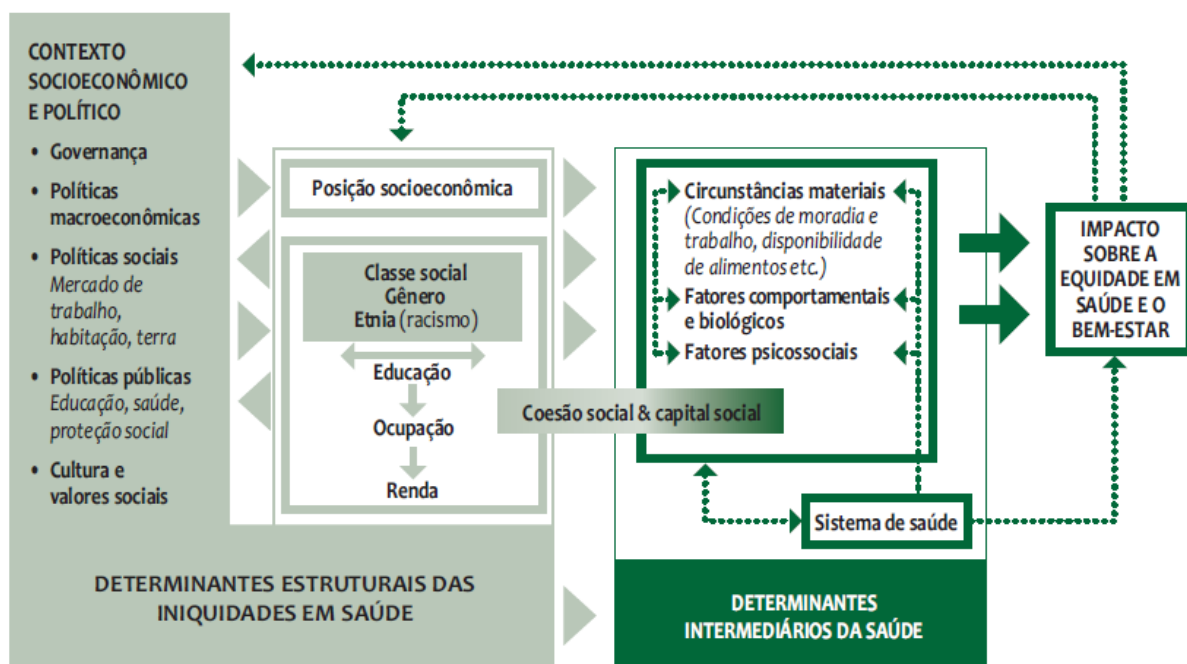 CONTEXTO
SOCIOECONÔMICO
E POLÍTICO
• Governança
• Políticas
macroeconômicas
• Políticas sociais
Mercado de
trabalho,
habitação, terra
• Políticas públicas
Educação, saúde,
proteção social
• Cultura e
valores sociais
Posição socioeconômica
Classe social
Gênero
Etnia (racismo)
Educação
Ocupação
Renda
Coesão social & capital social
Circunstâncias materiais
(Condições de moradia e
trabalho, disponibilidade
de alimentos etc.)
Fatores comportamentais
e biológicos
Fatores psicossociais
Sistema de saúde
IMPACTO
SOBRE A
EQUIDADE EM
SAÚDE E O
BEM-ESTAR
DETERMINANTES ESTRUTURAIS DAS
INIQUIDADES EM SAÚDE
DETERMINANTES
INTERMEDIÁRIOS DA SAÚDE